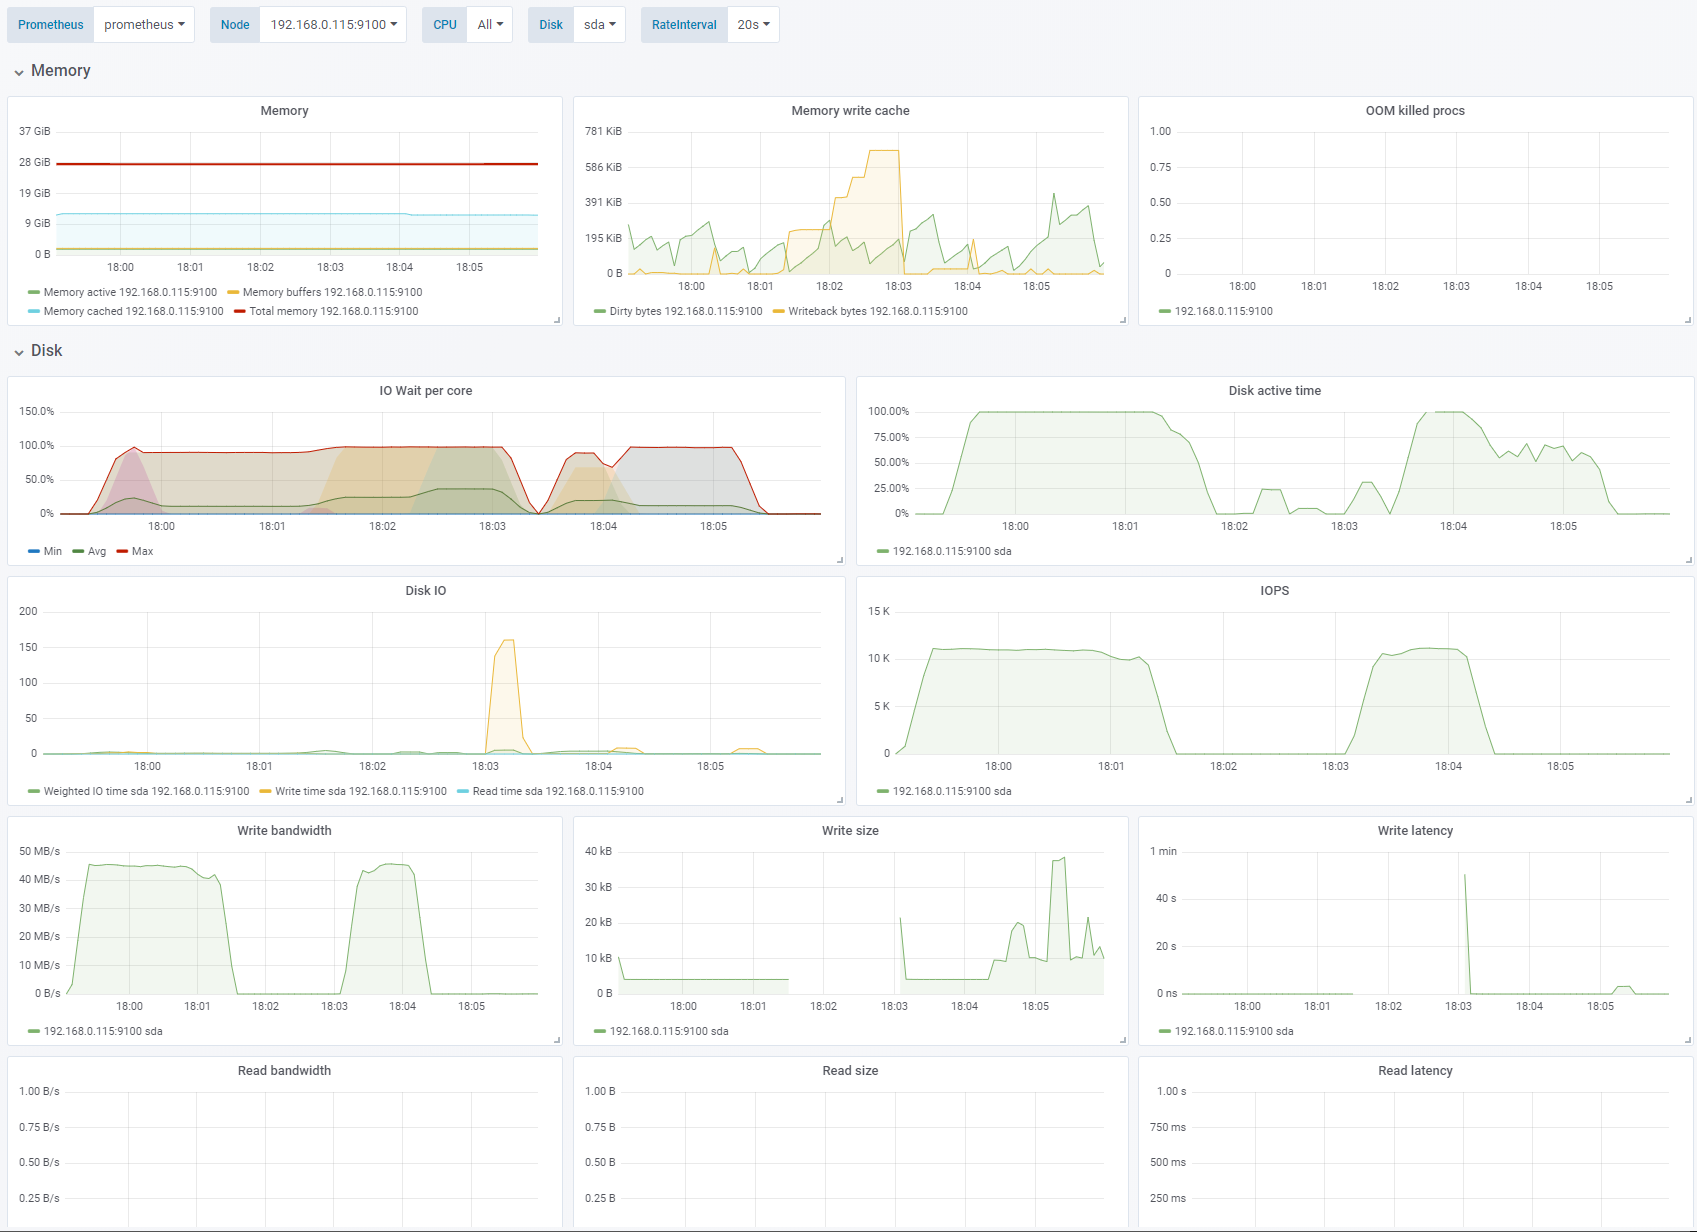 Prometheus prometheus Node 192.168.0.115:9100 CPU All Disk sda RateInterval 20s
Memory
Memory
37 GiB
28 GiB
19 GiB
9 GiB
0 B
18:00 18:01 18:02 18:03 18:04 18:05
Memory active 192.168.0.115:9100 Memory buffers 192.168.0.115:9100
Memory cached 192.168.0.115:9100 Total memory 192.168.0.115:9100
Memory write cache
781 KiB
586 KiB
391 KiB
195 KiB
0 B
18:00 18:01 18:02 18:03 18:04 18:05
Dirty bytes 192.168.0.115:9100 Writeback bytes 192.168.0.115:9100
OOM killed procs
1.00
0.75
0.50
0.25
0
18:00 18:01 18:02 18:03 18:04 18:05
192.168.0.115:9100
Disk
IO Wait per core
150.0%
100.0%
50.0%
0%
18:00 18:01 18:02 18:03 18:04 18:05
Min Avg Max
Disk active time
100.00%
75.00%
50.00%
25.00%
0%
18:00 18:01 18:02 18:03 18:04 18:05
192.168.0.115:9100 sda
Disk IO
200
150
100
50
0
18:00 18:01 18:02 18:03 18:04 18:05
Weighted IO time sda 192.168.0.115:9100 Write time sda 192.168.0.115:9100 Read time sda 192.168.0.115:9100
IOPS
15 K
10 K
5 K
0
18:00 18:01 18:02 18:03 18:04 18:05
192.168.0.115:9100 sda
Write bandwidth
50 MB/s
40 MB/s
30 MB/s
20 MB/s
10 MB/s
0 B/s
18:00 18:01 18:02 18:03 18:04 18:05
192.168.0.115:9100 sda
Write size
40 kB
30 kB
20 kB
10 kB
0 B
18:00 18:01 18:02 18:03 18:04 18:05
192.168.0.115:9100 sda
Write latency
1 min
40 s
20 s
0 ns
18:00 18:01 18:02 18:03 18:04 18:05
192.168.0.115:9100 sda
Read bandwidth
1.00 B/s
0.75 B/s
0.50 B/s
0.25 B/s
Read size
1.00 B
0.75 B
0.50 B
0.25 B
Read latency
1.00 s
750 ms
500 ms
250 ms